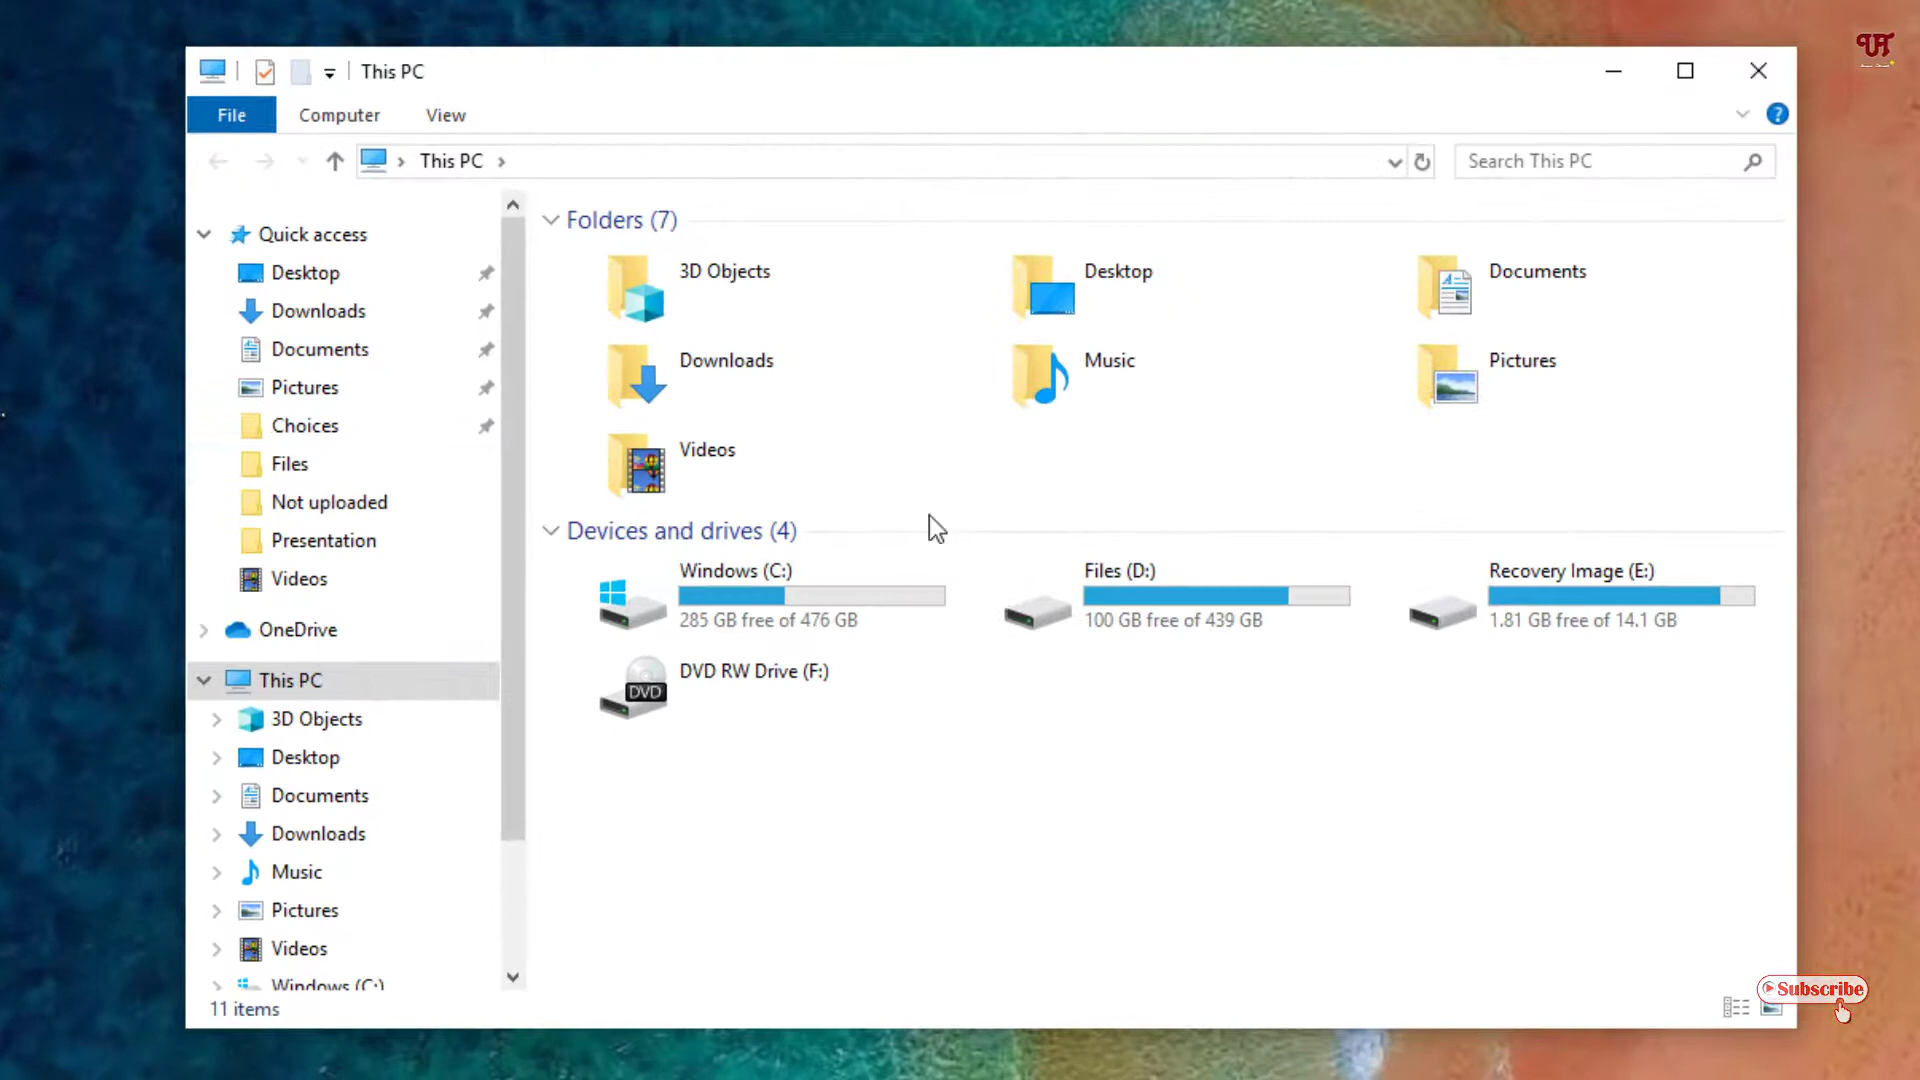 This PC
File Computer View
This PC
Search This PC
Quick access
Desktop
Downloads
Documents
Pictures
Choices
Files
Not uploaded
Presentation
Videos
OneDrive
This PC
3D Objects
Desktop
Documents
Downloads
Music
Pictures
Videos
Windows (C:)
11 items
Folders (7)
3D Objects
Desktop
Documents
Downloads
Music
Pictures
Videos
Devices and drives (4)
Windows (C:)
285 GB free of 476 GB
Files (D:)
100 GB free of 439 GB
Recovery Image (E:)
1.81 GB free of 14.1 GB
DVD
DVD RW Drive (F:)
Subscribe